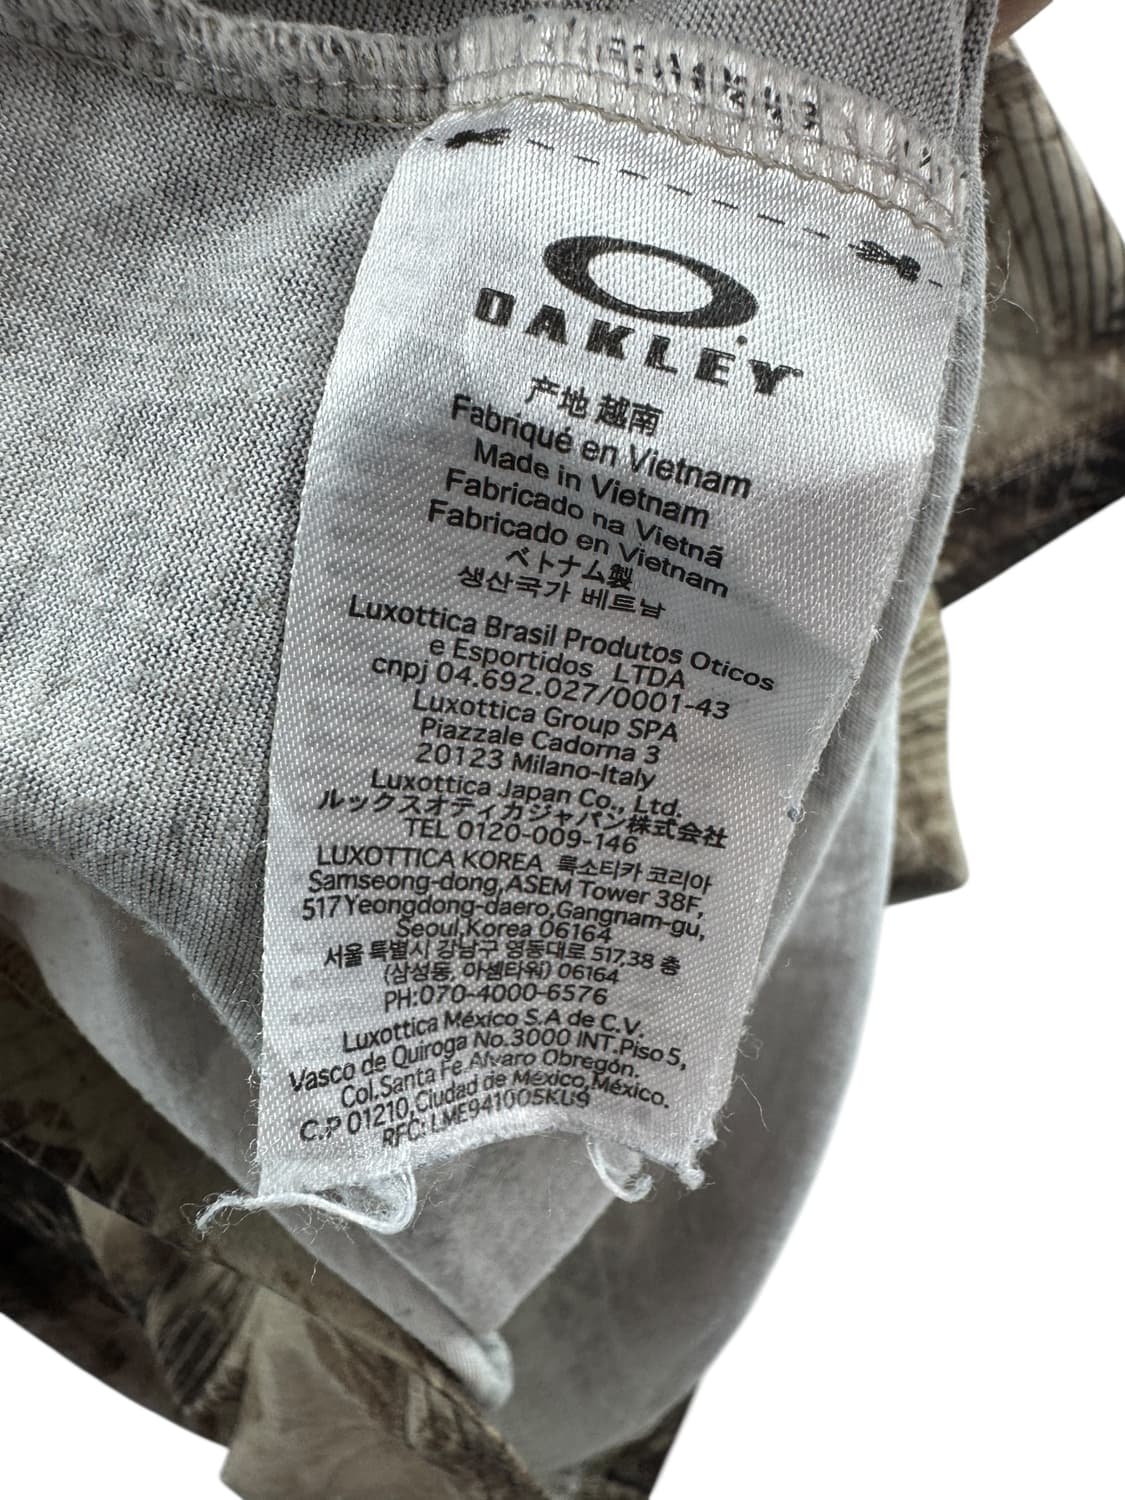 OAKLEY
产地 越南
Fabriqué en Vietnam
Made in Vietnam
Fabricado na Vietnã
Fabricado en Vietnam
ベトナム製
생산국가 베트남
Luxottica Brasil Produtos Oticos
e Esportidos LTDA
cnpj 04.692.027/0001-43
Luxottica Group SPA
Piazzale Cadorna 3
20123 Milano-Italy
Luxottica Japan Co., Ltd.
ルックスオティカジャパン株式会社
TEL 0120-009-146
LUXOTTICA KOREA 룩소티카 코리아
Samseong-dong,ASEM Tower 38F,
517Yeongdong-daero,Gangnam-gu,
Seoul,Korea 06164
서울 특별시 강남구 영동대로 517,38 층
(삼성동, 아셈타워) 06164
PH:070-4000-6576
Luxottica México S.A de C.V.
Vasco de Quiroga No.3000 INT.Piso 5,
Col.Santa Fe Alvaro Obregón.
C.P 01210,Ciudad de México,México.
RFC: LME941005KU9